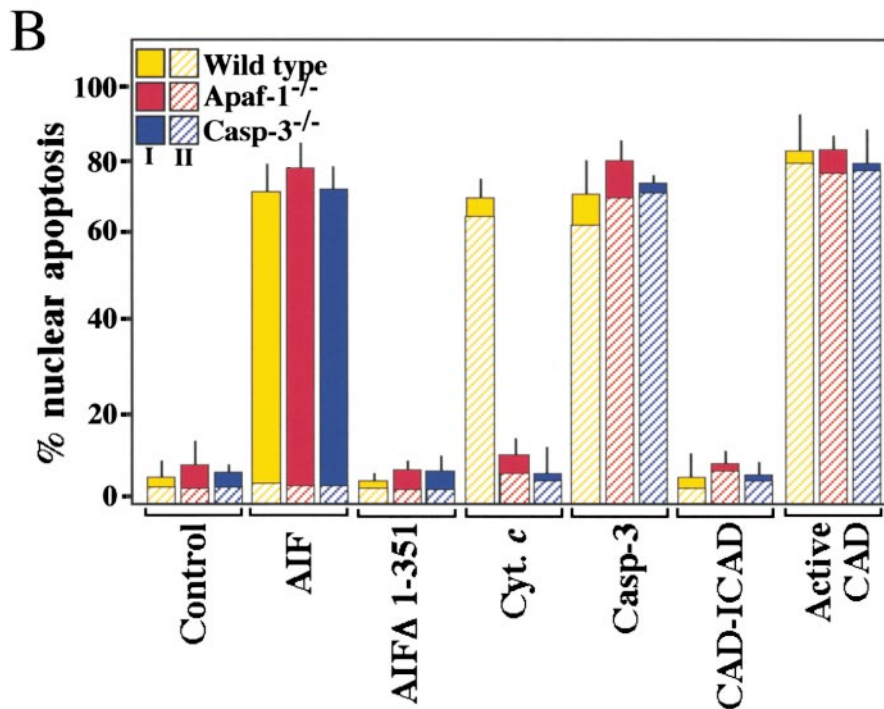 B
Wild type
Apaf-1-/-
Casp-3-/-
I II
% nuclear apoptosis
100
80
60
40
20
0
Control
AIF
AIFΔ 1-351
Cyt. c
Casp-3
CAD-ICAD
Active
CAD